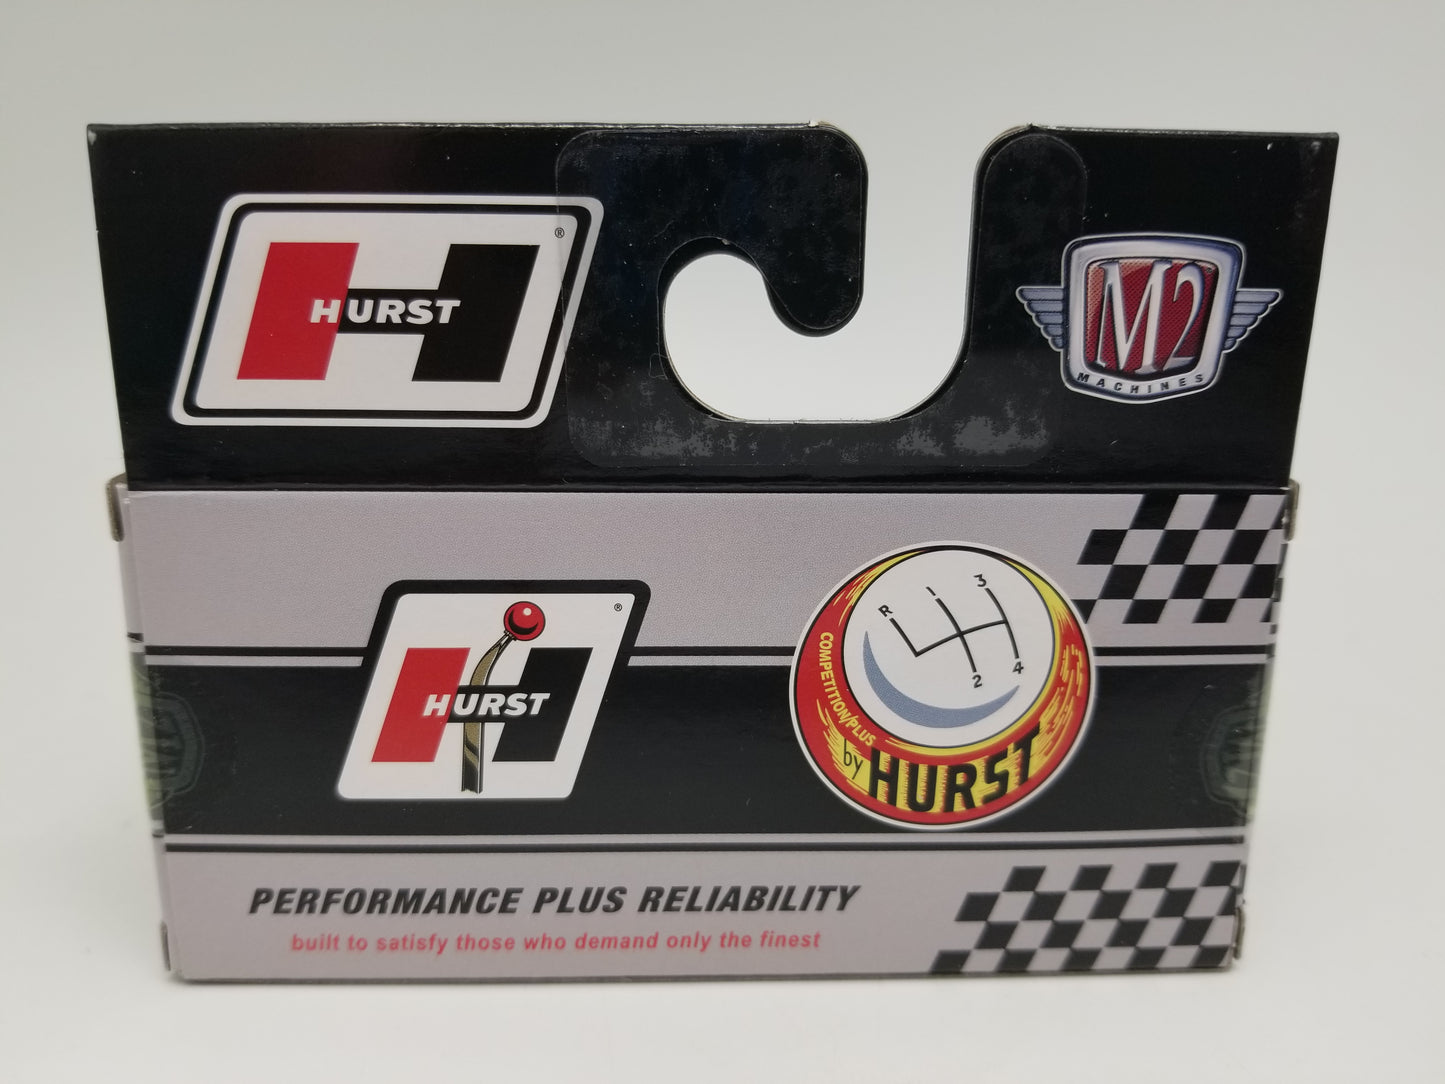 HURST ®
M2
MACHINES
HURST ®
R 1 3
2 4
COMPETITION/PLUS
by HURST
PERFORMANCE PLUS RELIABILITY
built to satisfy those who demand only the finest